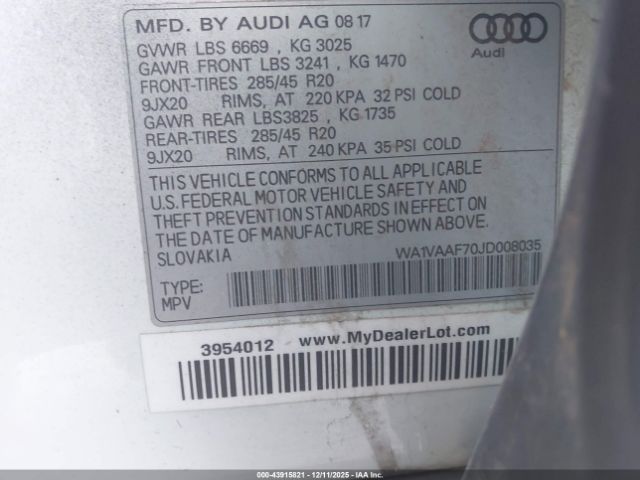 MFD. BY AUDI AG 08 17
GVWR LBS 6669 , KG 3025
GAWR FRONT LBS 3241 , KG 1470
FRONT-TIRES 285/45 R20
9JX20 RIMS, AT 220 KPA 32 PSI COLD
GAWR REAR LBS3825 , KG 1735
REAR-TIRES 285/45 R20
9JX20 RIMS, AT 240 KPA 35 PSI COLD
Audi
THIS VEHICLE CONFORMS TO ALL APPLICABLE
U.S. FEDERAL MOTOR VEHICLE SAFETY AND
THEFT PREVENTION STANDARDS IN EFFECT ON
THE DATE OF MANUFACTURE SHOWN ABOVE.
SLOVAKIA WA1VAAF70JD008035
TYPE:
MPV
3954012 www.MyDealerLot.com
000-43915821 - 12/11/2025 - IAAI.com